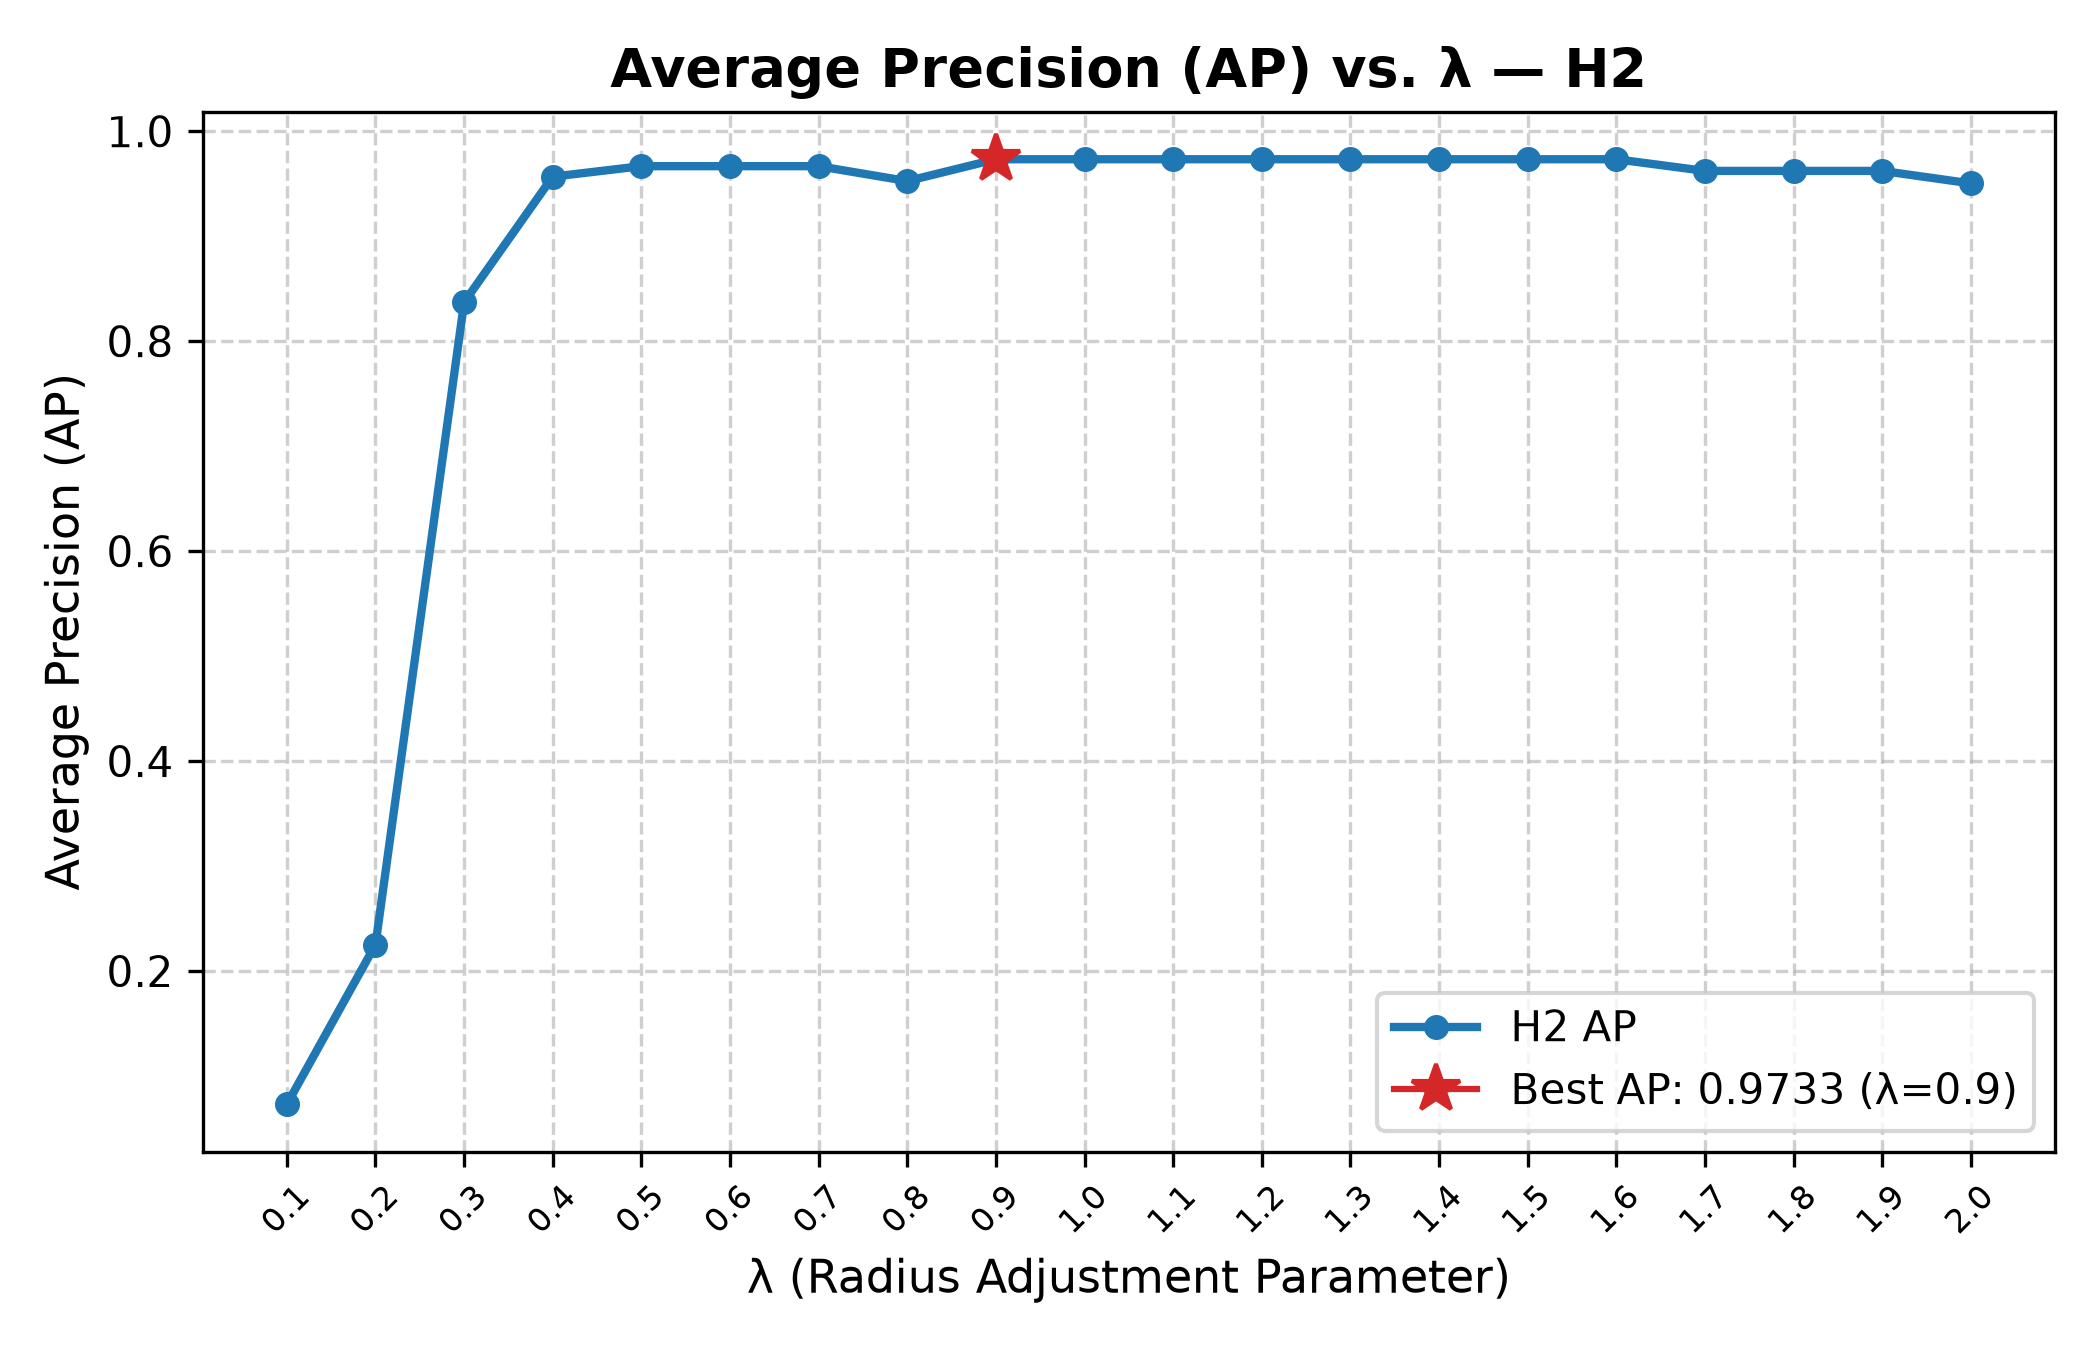 Average Precision (AP) vs. λ — H2
Average Precision (AP)
1.0
0.8
0.6
0.4
0.2
H2 AP
Best AP: 0.9733 (λ=0.9)
0.1 0.2 0.3 0.4 0.5 0.6 0.7 0.8 0.9 1.0 1.1 1.2 1.3 1.4 1.5 1.6 1.7 1.8 1.9 2.0
λ (Radius Adjustment Parameter)